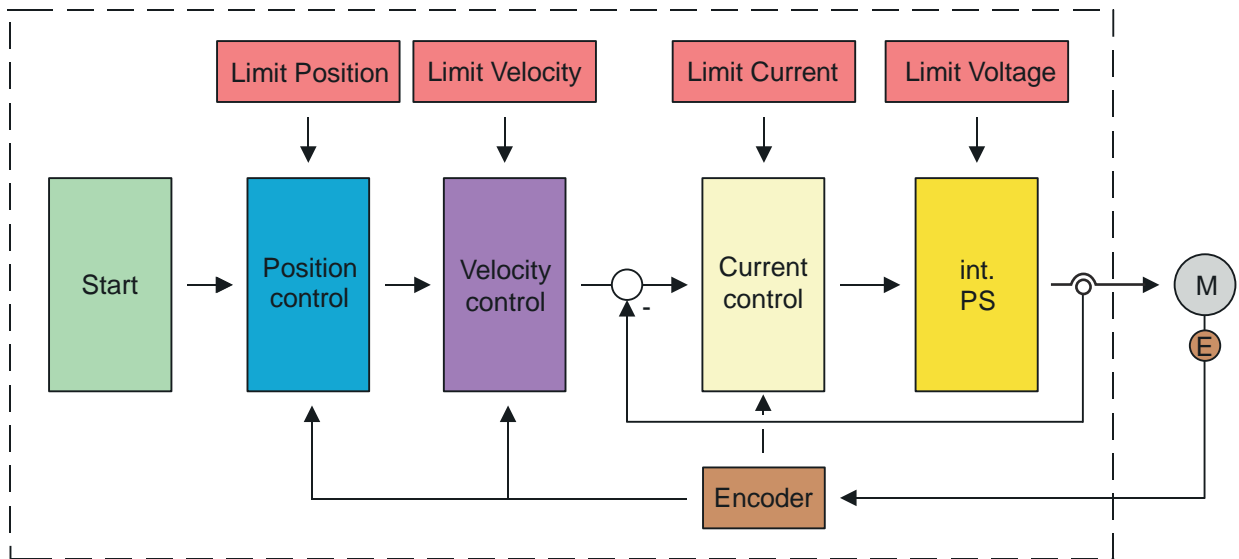 Limit Position
Limit Velocity
Limit Current
Limit Voltage
Start
Position
control
Velocity
control
-
Current
control
int.
PS
M
E
Encoder